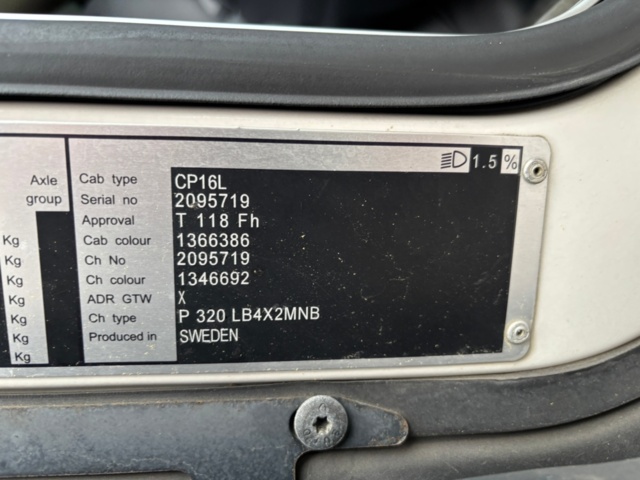 1.5 %
Axle group
Cab type CP16L
Serial no 2095719
Approval T 118 Fh
Kg Cab colour 1366386
Kg Ch No 2095719
Kg Ch colour 1346692
Kg ADR GTW X
Kg Ch type P 320 LB4X2MNB
Kg Produced in SWEDEN
Kg